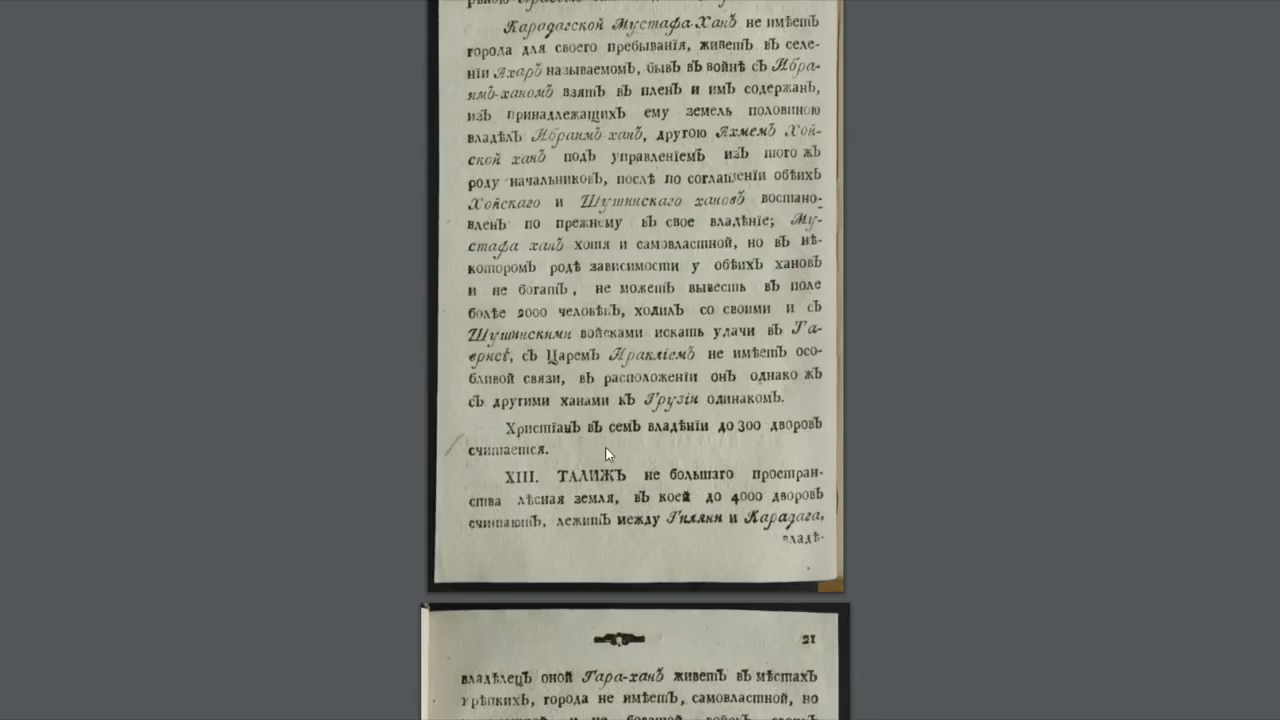 Карадагской Мустафа-Ханъ не имѣетъ
города для своего пребыванія, живетъ въ селе-
ніи Ахаръ называемомъ, бывъ въ войнѣ съ Ибра-
имъ-ханомъ взятъ въ пленъ и имъ содержанъ,
изъ принадлежащихъ ему земель половиною
владѣлъ Ибраимъ ханъ, другою Ахмемъ Хой-
ской ханъ подъ управленіемъ изъ того жъ
роду начальниковъ, послѣ по соглашеніи обѣихъ
Хойскаго и Шушинскаго хановъ востано-
вленъ по прежнему въ свое владѣніе; Му-
стафа ханъ хотя и самовластной, но въ нѣ-
которомъ родѣ зависимости у обѣихъ хановъ
и не богатъ, не можетъ вывесть въ поле
болѣе 2000 человѣкъ, ходилъ со своими и съ
Шушинскими войсками искать удачи въ Та-
врисѣ, съ Царемъ Иракліемъ не имѣетъ осо-
бливой связи, въ расположеніи онъ однако жъ
съ другими ханами къ Грузіи одинакомъ.
Христіанъ въ семъ владѣніи до 300 дворовъ
считается.
XIII. ТАЛИЖЪ не большаго простран-
ства лѣсная земля, въ коей до 4000 дворовъ
считаютъ, лежитъ между Гиляни и Карадага,
владѣ-
21
владѣлецъ оной Гара-ханъ живетъ въ мѣстахъ
крѣпкихъ, города не имѣетъ, самовластной, но